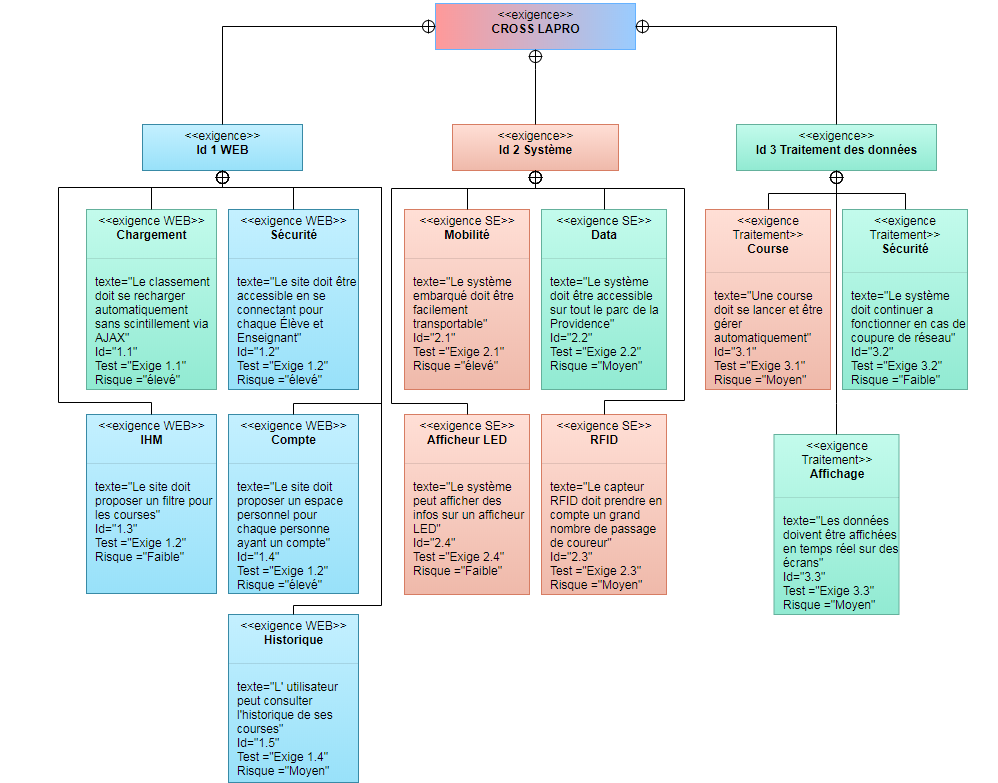 <<exigence>>
CROSS LAPRO
<<exigence>>
Id 1 WEB
<<exigence>>
Id 2 Système
<<exigence>>
Id 3 Traitement des données
<<exigence WEB>>
Chargement
texte="Le classement
doit se recharger
automatiquement
sans scintillement via
AJAX"
Id="1.1"
Test ="Exige 1.1"
Risque ="élevé"
<<exigence WEB>>
Sécurité
texte="Le site doit être
accessible en se
connectant pour
chaque Élève et
Enseignant"
Id="1.2"
Test ="Exige 1.2"
Risque ="élevé"
<<exigence SE>>
Mobilité
texte="Le système
embarqué doit être
facilement
transportable"
Id="2.1"
Test ="Exige 2.1"
Risque ="élevé"
<<exigence SE>>
Data
texte="Le système
doit être accessible
sur tout le parc de la
Providence"
Id="2.2"
Test ="Exige 2.2"
Risque ="Moyen"
<<exigence
Traitement>>
Course
texte="Une course
doit se lancer et être
gérer
automatiquement"
Id="3.1"
Test ="Exige 3.1"
Risque ="Moyen"
<<exigence
Traitement>>
Sécurité
texte="Le système
doit continuer a
fonctionner en cas de
coupure de réseau"
Id="3.2"
Test ="Exige 3.2"
Risque ="Faible"
<<exigence WEB>>
IHM
texte="Le site doit
proposer un filtre pour
les courses"
Id="1.3"
Test ="Exige 1.2"
Risque ="Faible"
<<exigence WEB>>
Compte
texte="Le site doit
proposer un espace
personnel pour
chaque personne
ayant un compte"
Id="1.4"
Test ="Exige 1.2"
Risque ="élevé"
<<exigence SE>>
Afficheur LED
texte="Le système
peut afficher des
infos sur un afficheur
LED"
Id="2.4"
Test ="Exige 2.4"
Risque ="Faible"
<<exigence SE>>
RFID
texte="Le capteur
RFID doit prendre en
compte un grand
nombre de passage
de coureur"
Id="2.3"
Test ="Exige 2.3"
Risque ="Moyen"
<<exigence
Traitement>>
Affichage
texte="Les données
doivent être affichées
en temps réel sur des
écrans"
Id="3.3"
Test ="Exige 3.3"
Risque ="Moyen"
<<exigence WEB>>
Historique
texte="L' utilisateur
peut consulter
l'historique de ses
courses"
Id="1.5"
Test ="Exige 1.4"
Risque ="Moyen"